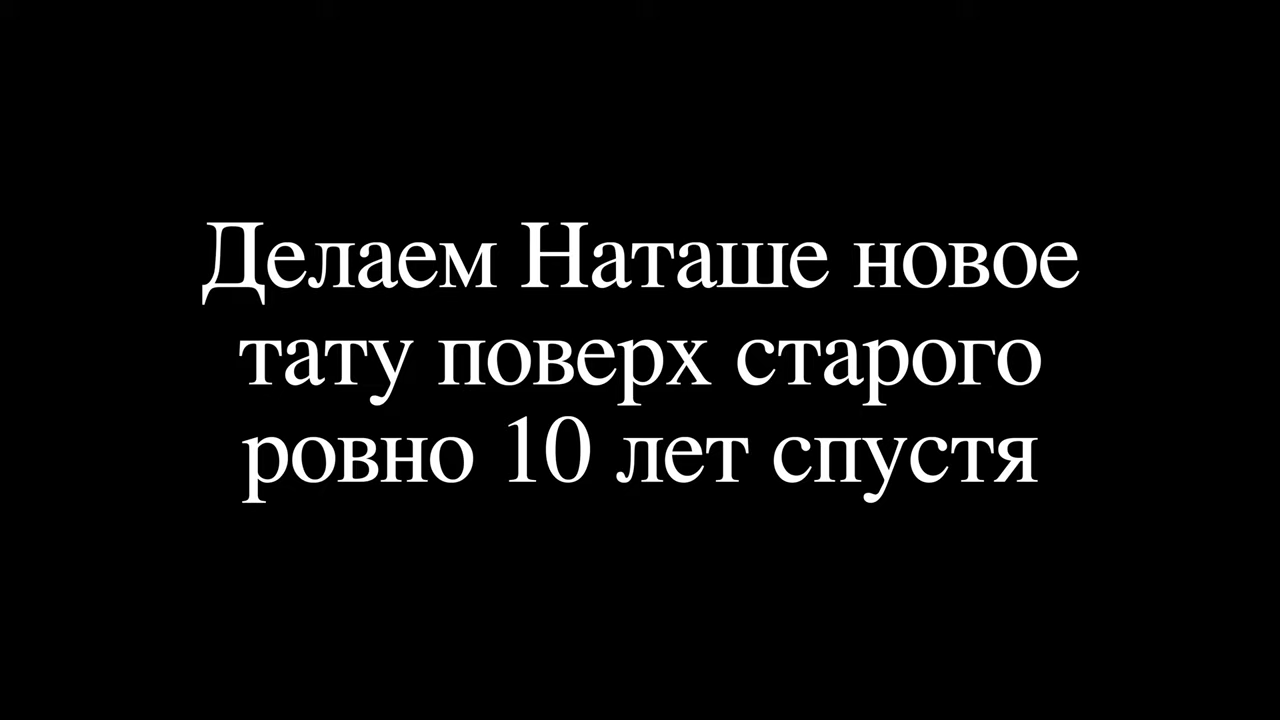 Делаем Наташе новое
тату поверх старого
ровно 10 лет спустя